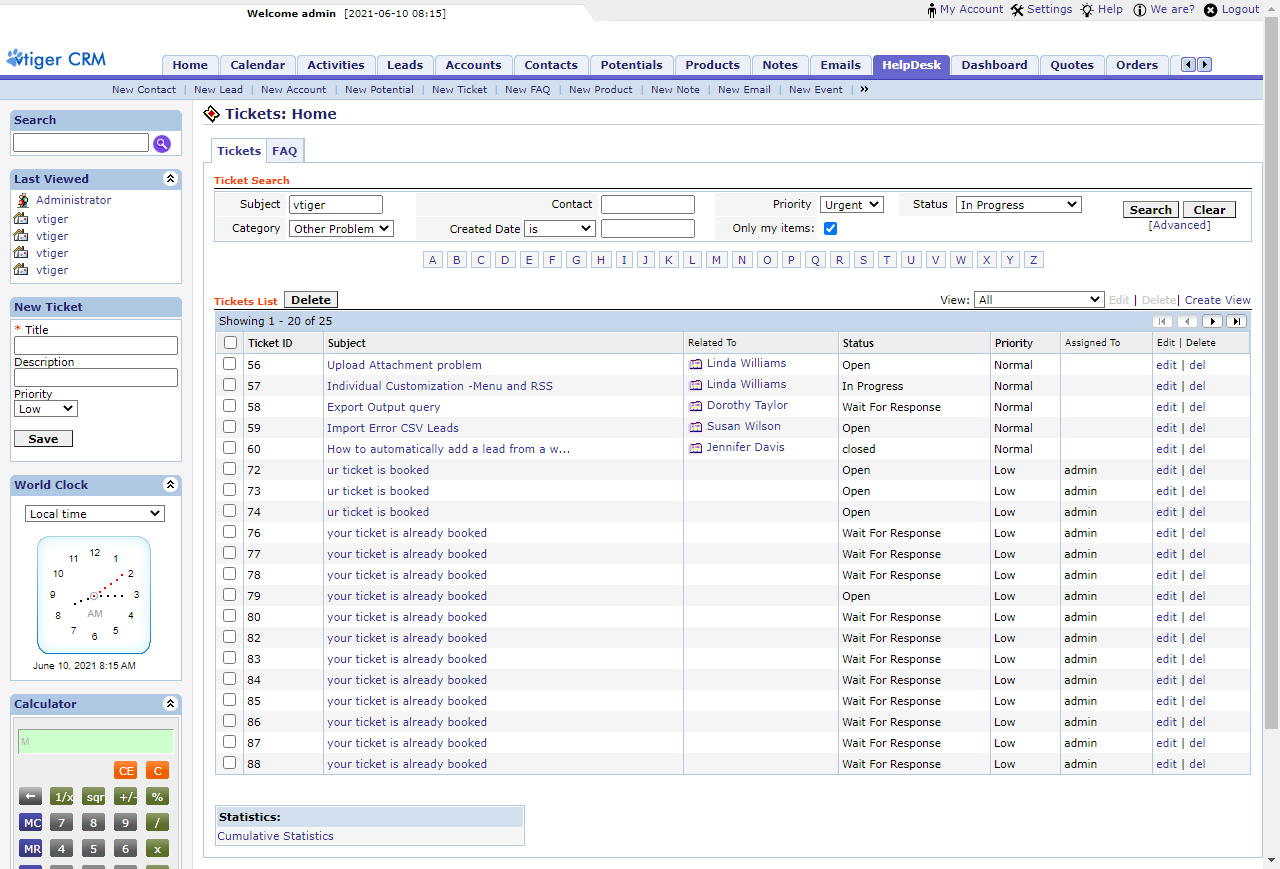 Welcome admin [2021-06-10 08:15]
My Account Settings Help We are? Logout
vtiger CRM
Home Calendar Activities Leads Accounts Contacts Potentials Products Notes Sales Emails HelpDesk Dashboard Quotes Orders
New Contact | New Lead | New Account | New Potential | New Ticket | New FAQ | New Product | New Note | New Email | New Event | »
Search
Last Viewed
Administrator
vtiger
vtiger
vtiger
vtiger
New Ticket
* Title
Description
Priority
Low
Save
World Clock
Local time
12
11 1
10 2
9 3
AM
8 4
7 5
6
June 10, 2021 8:15 AM
Calculator
M
CE C
← 1/x sqr +/- %
MC 7 8 9 /
MR 4 5 6 x
Tickets: Home
Tickets FAQ
Ticket Search
Subject vtiger Contact Priority Urgent Status In Progress Search Clear
Category Other Problem Created Date is Only my items: [Advanced]
A B C D E F G H I J K L M N O P Q R S T U V W X Y Z
Tickets List Delete View: All Edit | Delete | Create View
Showing 1 - 20 of 25
Ticket ID Subject Related To Status Priority Assigned To Edit | Delete
56 Upload Attachment problem Linda Williams Open Normal edit | del
57 Individual Customization -Menu and RSS Linda Williams In Progress Normal edit | del
58 Export Output query Dorothy Taylor Wait For Response Normal edit | del
59 Import Error CSV Leads Susan Wilson Open Normal edit | del
60 How to automatically add a lead from a w... Jennifer Davis closed Normal edit | del
72 ur ticket is booked Open Low admin edit | del
73 ur ticket is booked Open Low admin edit | del
74 ur ticket is booked Open Low admin edit | del
76 your ticket is already booked Wait For Response Low admin edit | del
77 your ticket is already booked Wait For Response Low admin edit | del
78 your ticket is already booked Wait For Response Low admin edit | del
79 your ticket is already booked Open Low admin edit | del
80 your ticket is already booked Wait For Response Low admin edit | del
82 your ticket is already booked Wait For Response Low admin edit | del
83 your ticket is already booked Wait For Response Low admin edit | del
84 your ticket is already booked Wait For Response Low admin edit | del
85 your ticket is already booked Wait For Response Low admin edit | del
86 your ticket is already booked Wait For Response Low admin edit | del
87 your ticket is already booked Wait For Response Low admin edit | del
88 your ticket is already booked Wait For Response Low admin edit | del
Statistics:
Cumulative Statistics